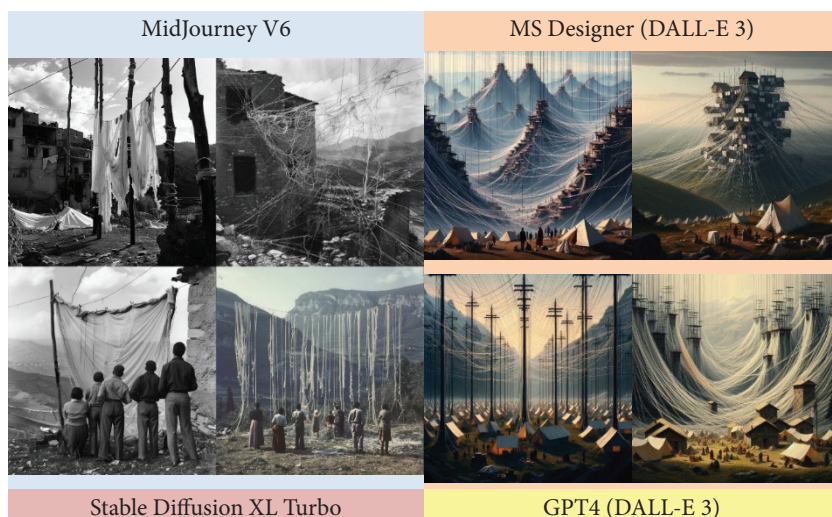 MidJourney V6
MS Designer (DALL-E 3)
Stable Diffusion XL Turbo
GPT4 (DALL-E 3)